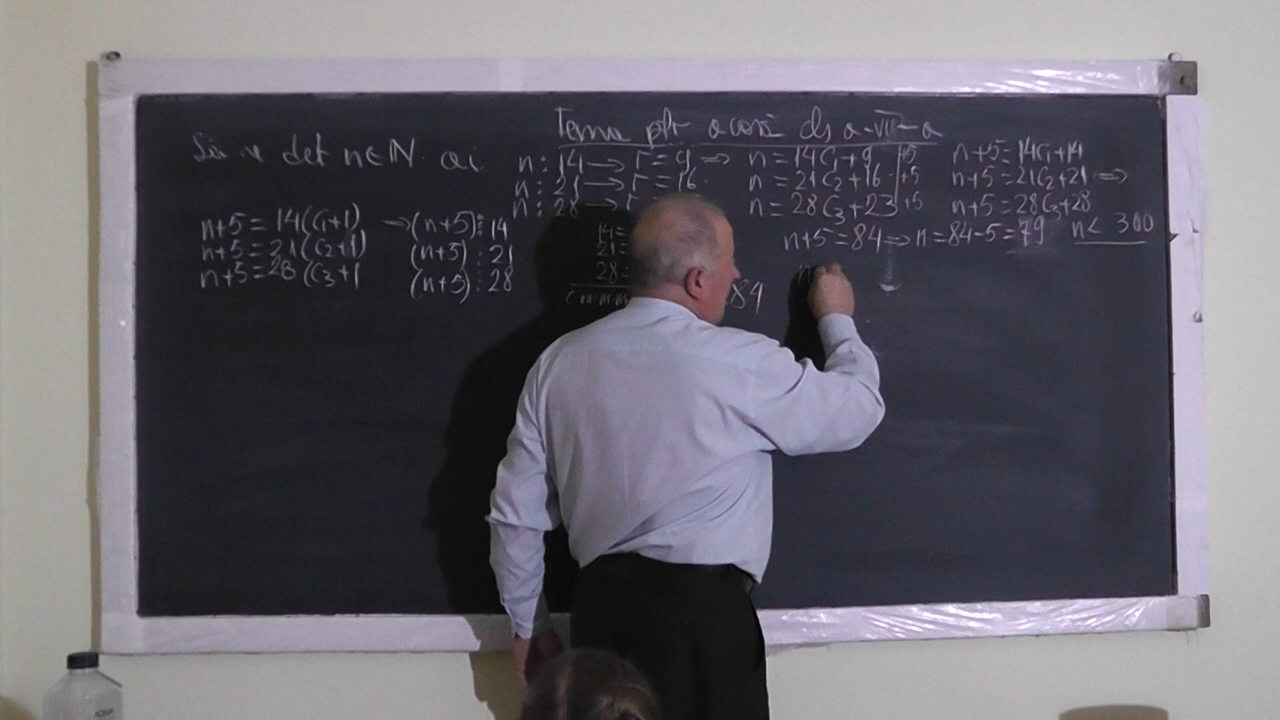 Tema ptr acasă cls a-VII-a
Să se det n∈N ai
n : 14 → r = 9 ⇒ n = 14C₁+9 |+5 n+5 = 14C₁+14
n : 21 → r = 16 n = 21C₂+16 |+5 n+5 = 21C₂+21 ⇒
n : 28 → r n = 28C₃+23 |+5 n+5 = 28C₃+28
n+5 = 14(C₁+1) → (n+5) ⋮ 14
n+5 = 21(C₂+1) (n+5) ⋮ 21
n+5 = 28(C₃+1 (n+5) ⋮ 28
14=
21=
28=
84
n+5 = 84 ⇒ n = 84-5 = 79 n < 300